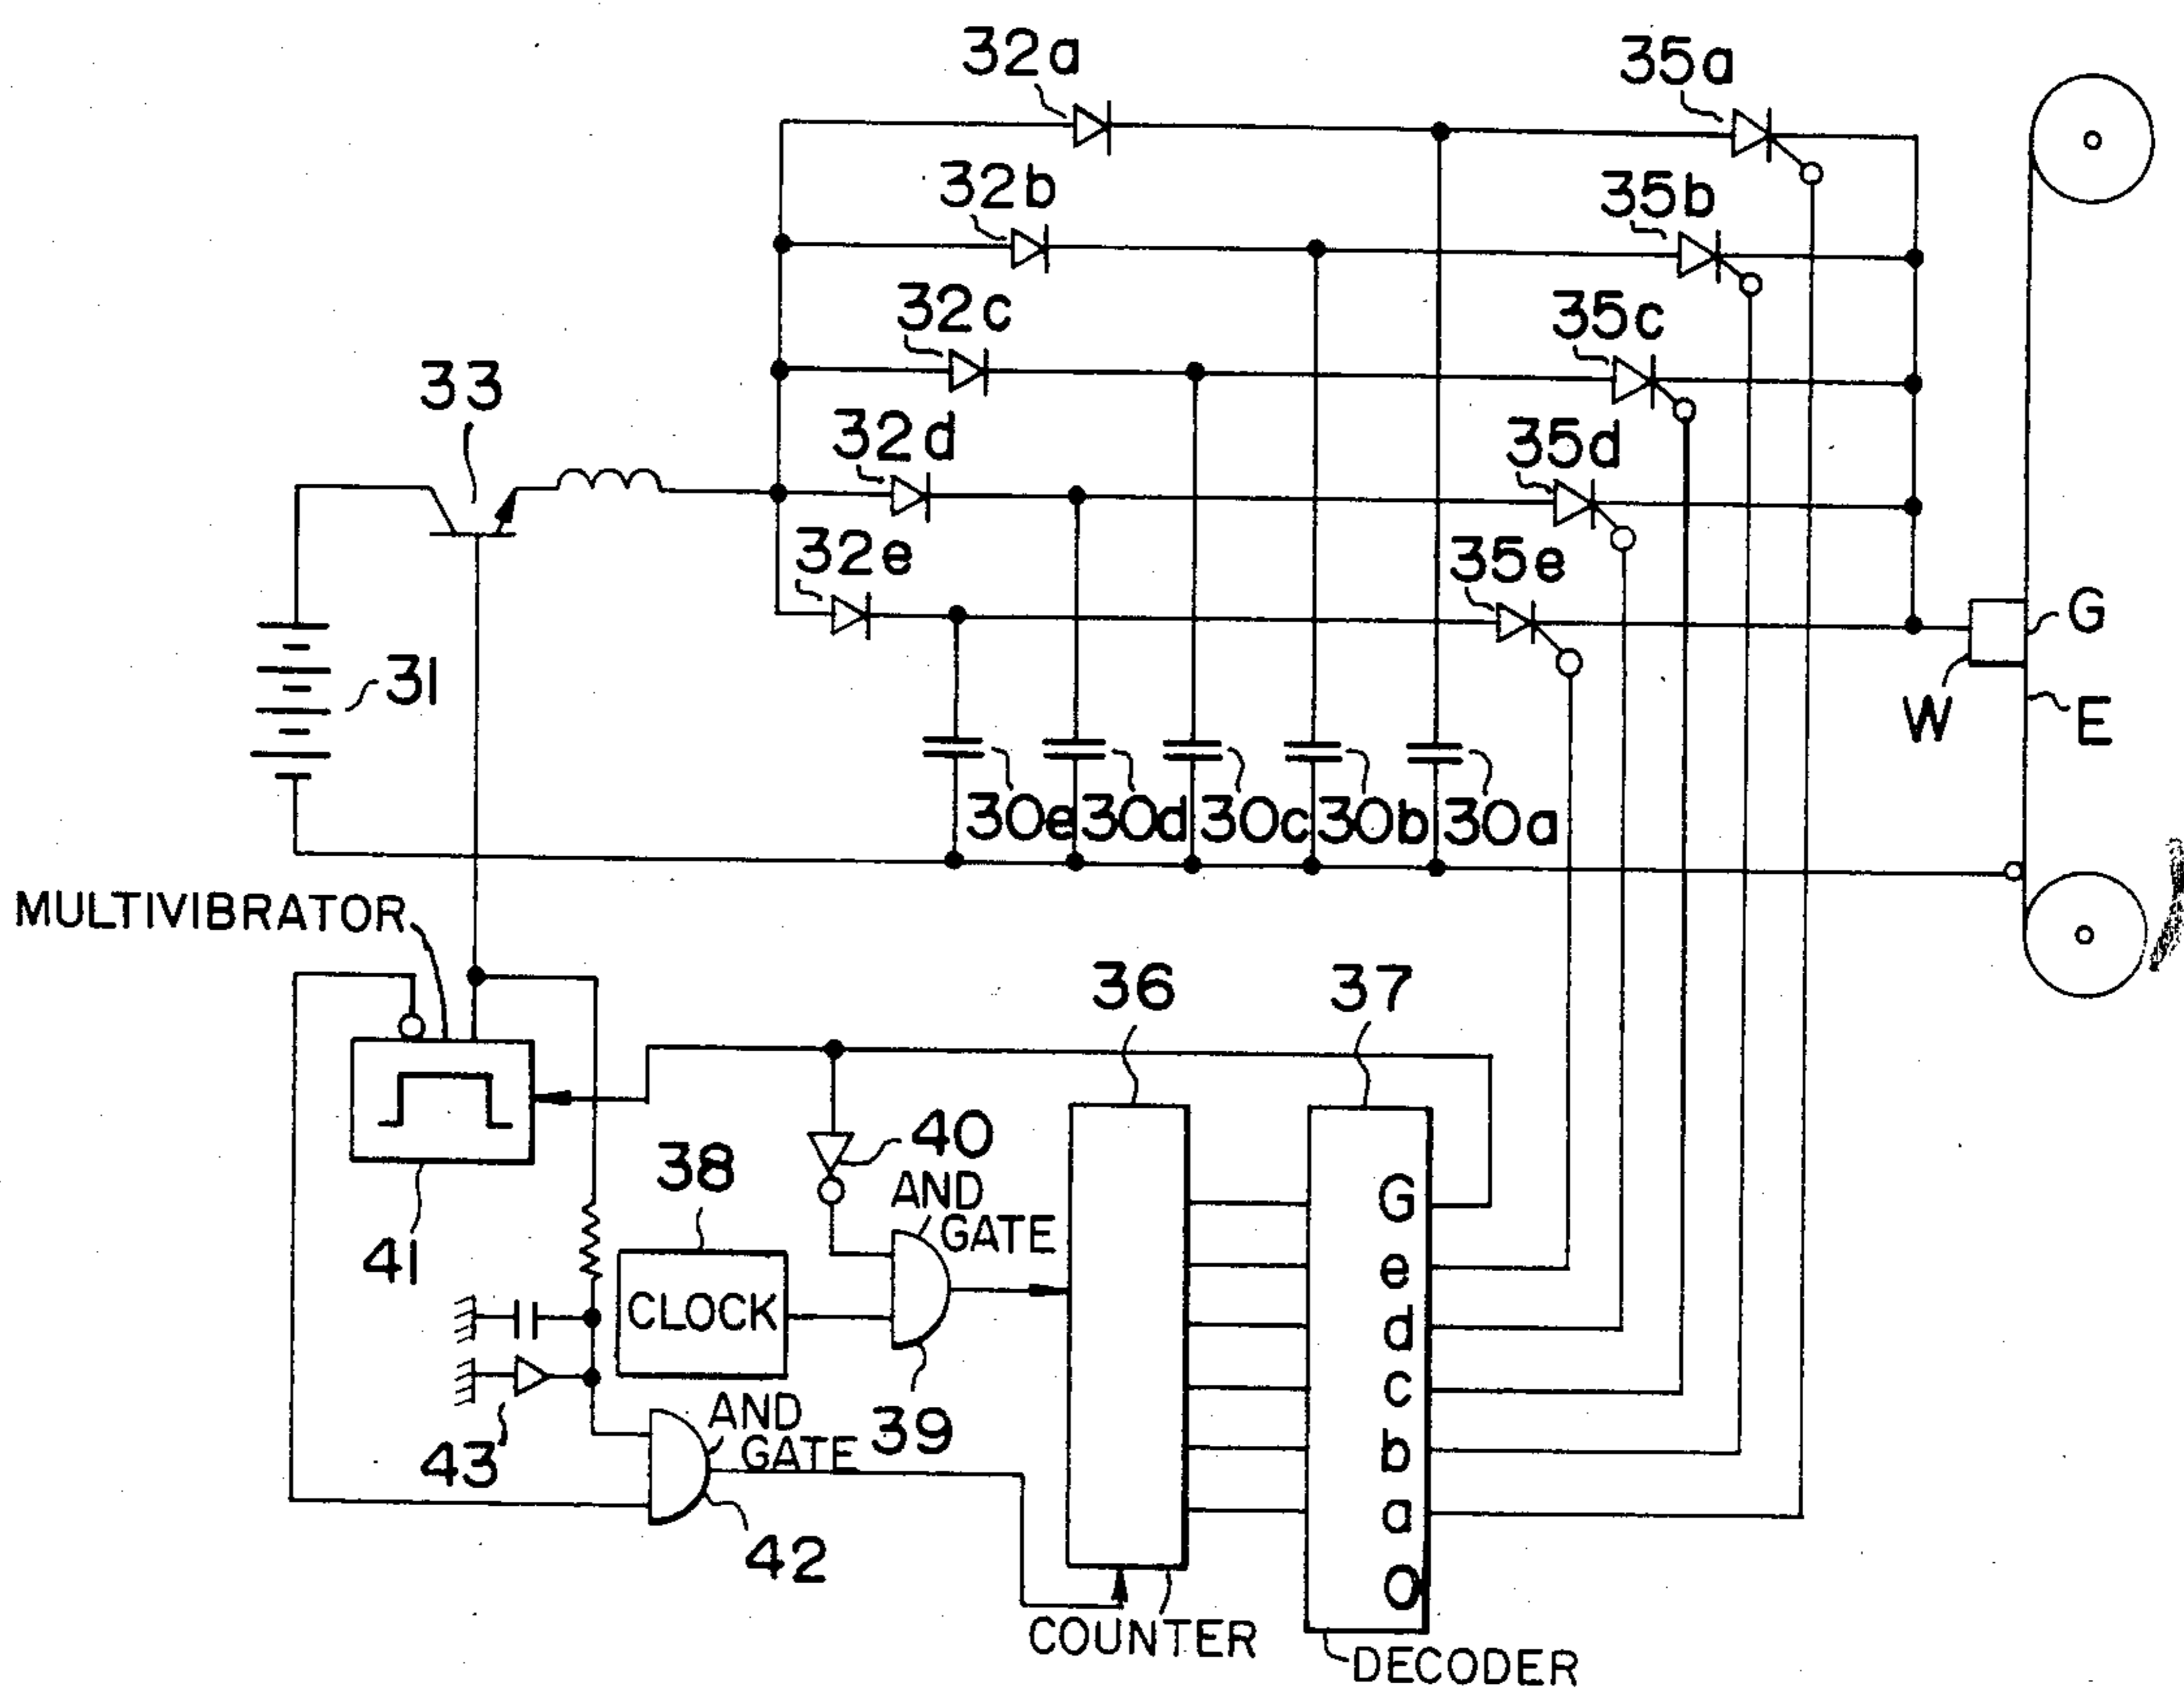 32a
35a
32b
35b
32c
35c
33
32d
35d
32e
35e
G
31
W
E
30e
30d
30c
30b
30a
MULTIVIBRATOR
36
37
40
38
AND
GATE
G
41
e
CLOCK
d
c
AND
GATE
39
43
b
a
42
O
COUNTER
DECODER